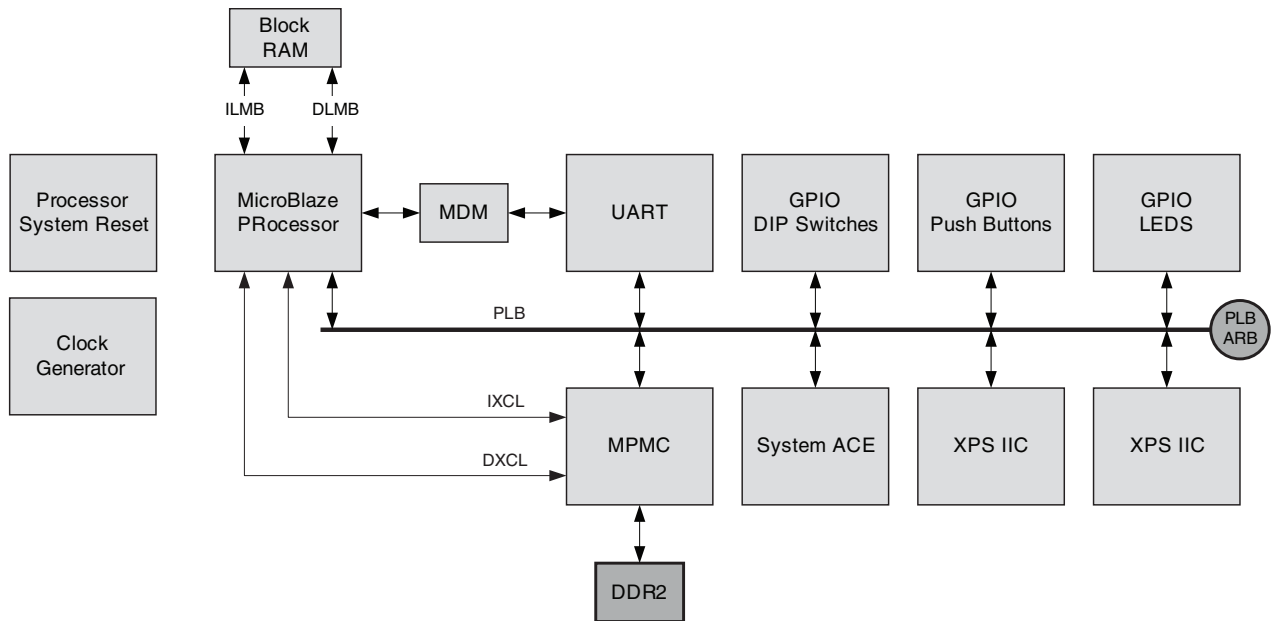 Block
RAM
ILMB
DLMB
Processor
System Reset
MicroBlaze
PRocessor
MDM
UART
GPIO
DIP Switches
GPIO
Push Buttons
GPIO
LEDS
PLB
PLB
ARB
Clock
Generator
IXCL
DXCL
MPMC
System ACE
XPS IIC
XPS IIC
DDR2